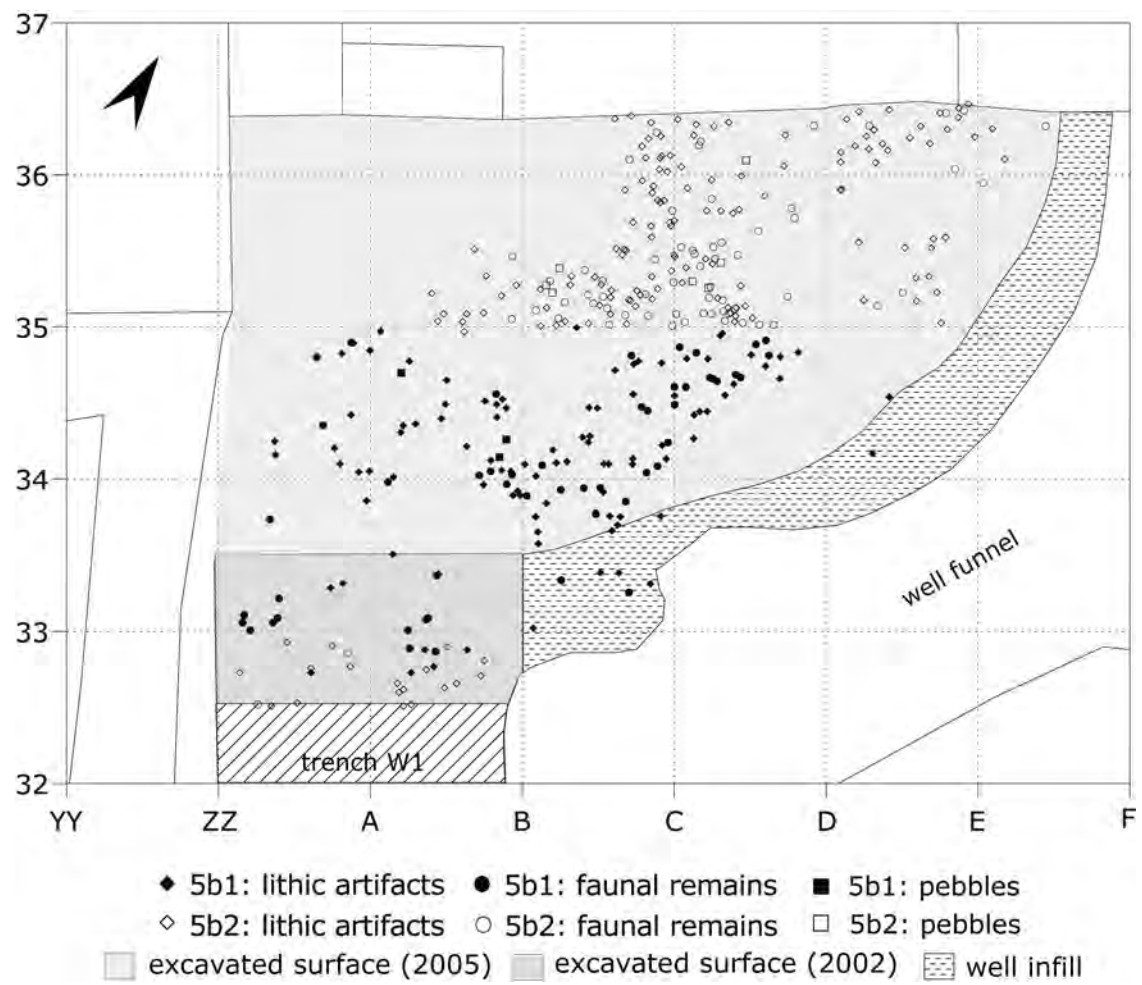 37
36
35
34
33
32
well funnel
trench W1
YY ZZ A B C D E F
5b1: lithic artifacts 5b1: faunal remains 5b1: pebbles
5b2: lithic artifacts 5b2: faunal remains 5b2: pebbles
excavated surface (2005) excavated surface (2002) well infill